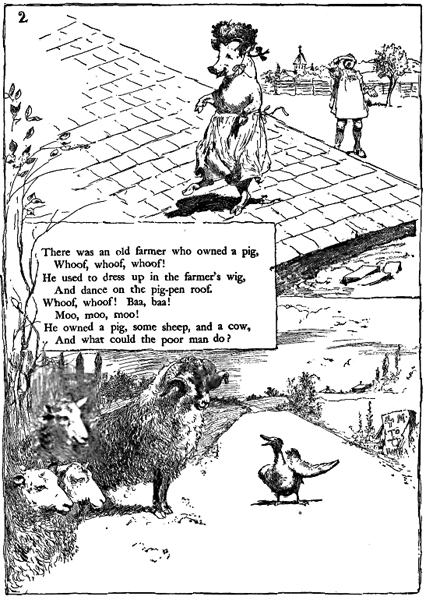 2
There was an old farmer who owned a pig,
Whoof, whoof, whoof!
He used to dress up in the farmer's wig,
And dance on the pig-pen roof.
Whoof, whoof! Baa, baa!
Moo, moo, moo!
He owned a pig, some sheep, and a cow,
And what could the poor man do?
TO